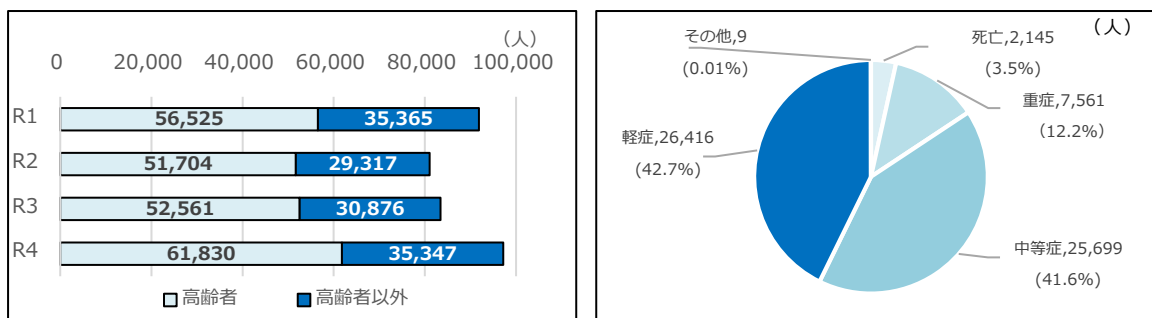 （人）
0 20,000 40,000 60,000 80,000 100,000
R1 56,525 35,365
R2 51,704 29,317
R3 52,561 30,876
R4 61,830 35,347
高齢者 高齢者以外
（人）
その他,9
(0.01%)
死亡,2,145
(3.5%)
重症,7,561
(12.2%)
軽症,26,416
(42.7%)
中等症,25,699
(41.6%)